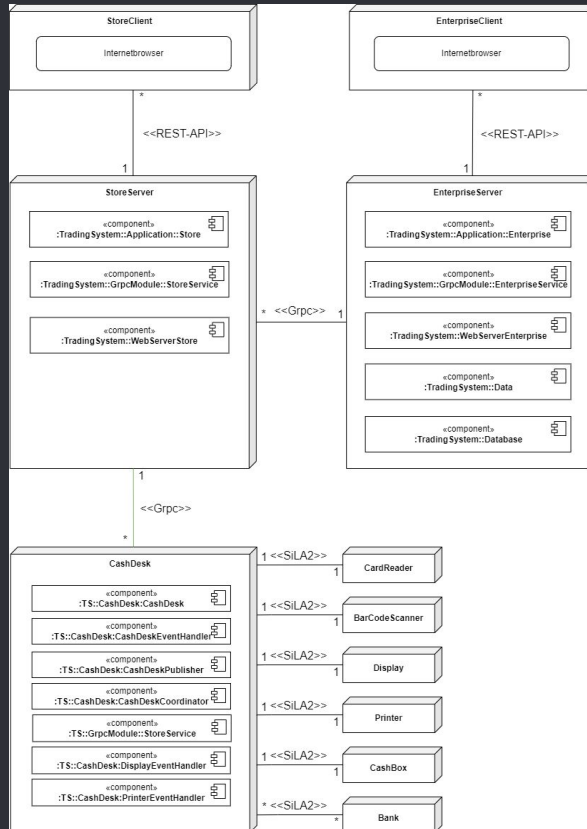 StoreClient
Internetbrowser
EnterpriseClient
Internetbrowser
*
<<REST-API>>
1
*
<<REST-API>>
1
StoreServer
«component»
:TradingSystem::Application::Store
«component»
:TradingSystem::GrpcModule::StoreService
«component»
:TradingSystem::WebServerStore
* <<Grpc>> 1
EnterpriseServer
«component»
:TradingSystem::Application::Enterprise
«component»
:TradingSystem::GrpcModule::EnterpriseService
«component»
:TradingSystem::WebServerEnterprise
«component»
:TradingSystem::Data
«component»
:TradingSystem::Database
1
<<Grpc>>
*
CashDesk
«component»
:TS::CashDesk:CashDesk
«component»
:TS::CashDesk:CashDeskEventHandler
«component»
:TS::CashDesk:CashDeskPublisher
«component»
:TS::CashDesk:CashDeskCoordinator
«component»
:TS::GrpcModule::StoreService
«component»
:TS::CashDesk:DisplayEventHandler
«component»
:TS::CashDesk:PrinterEventHandler
1 <<SiLA2>>
1
CardReader
1 <<SiLA2>>
1
BarCodeScanner
1 <<SiLA2>>
1
Display
1 <<SiLA2>>
1
Printer
1 <<SiLA2>>
1
CashBox
* <<SiLA2>>
*
Bank